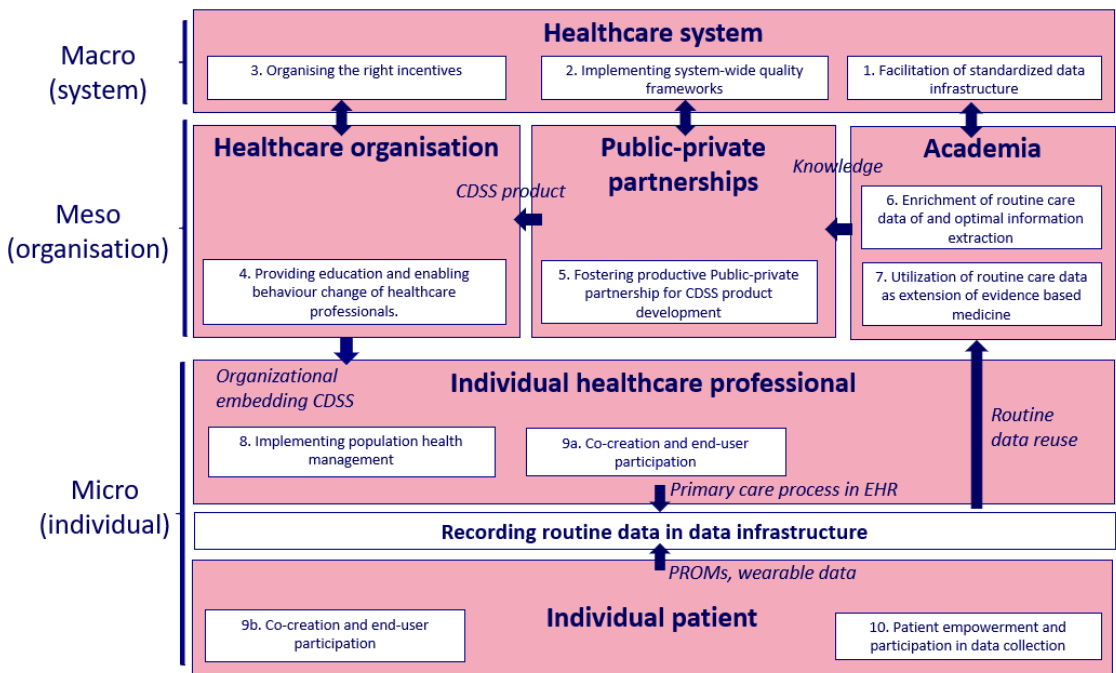 Macro
(system)
Healthcare system
3. Organising the right incentives
2. Implementing system-wide quality
frameworks
1. Facilitation of standardized data
infrastructure
Meso
(organisation)
Healthcare organisation
CDSS product
4. Providing education and enabling
behaviour change of healthcare
professionals.
Public-private
partnerships
Knowledge
5. Fostering productive Public-private
partnership for CDSS product
development
Academia
6. Enrichment of routine care
data of and optimal information
extraction
7. Utilization of routine care data
as extension of evidence based
medicine
Micro
(individual)
Organizational
embedding CDSS
Individual healthcare professional
8. Implementing population health
management
9a. Co-creation and end-user
participation
Routine
data reuse
Primary care process in EHR
Recording routine data in data infrastructure
PROMs, wearable data
Individual patient
9b. Co-creation and end-user
participation
10. Patient empowerment and
participation in data collection